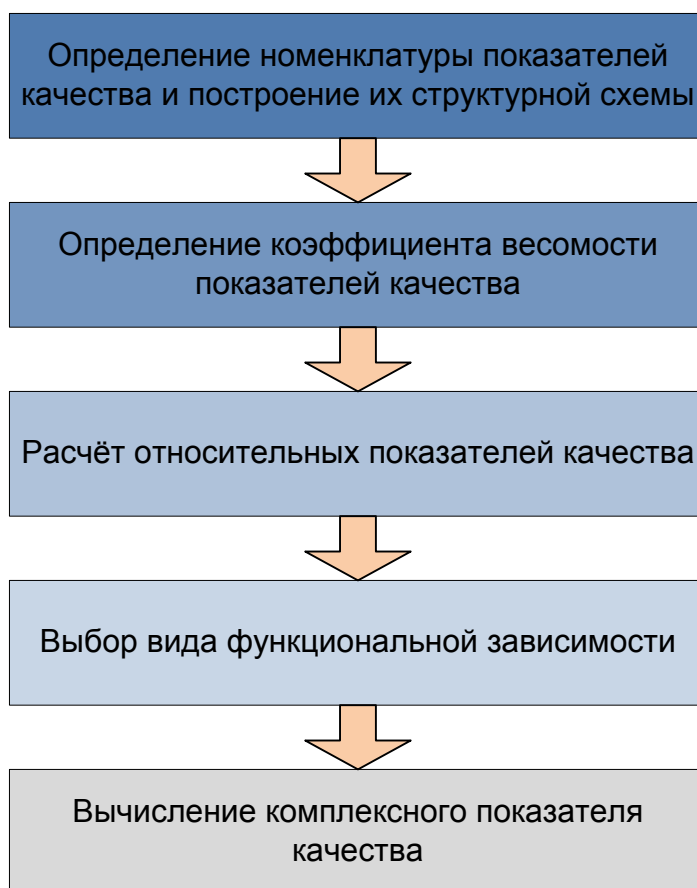 Определение номенклатуры показателей
качества и построение их структурной схемы
Определение коэффициента весомости
показателей качества
Расчёт относительных показателей качества
Выбор вида функциональной зависимости
Вычисление комплексного показателя
качества